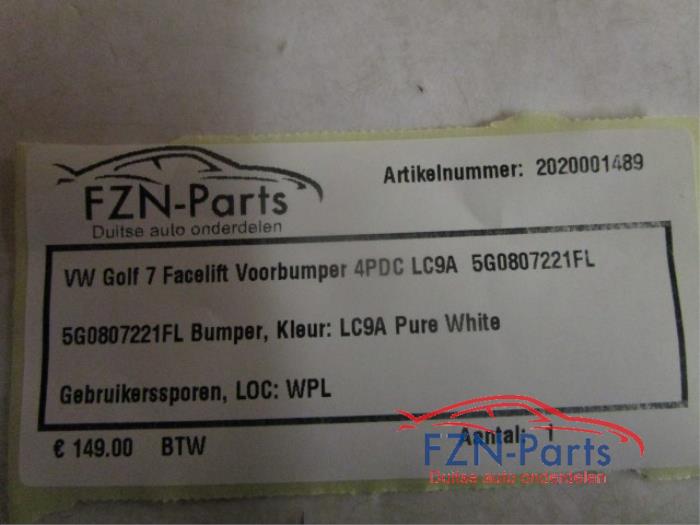 FZN-Parts
Duitse auto onderdelen
Artikelnummer: 2020001489
VW Golf 7 Facelift Voorbumper 4PDC LC9A 5G0807221FL
5G0807221FL Bumper, Kleur: LC9A Pure White
Gebruikerssporen, LOC: WPL
€ 149.00 BTW
Aantal: 1
FZN-Parts
Duitse auto onderdelen